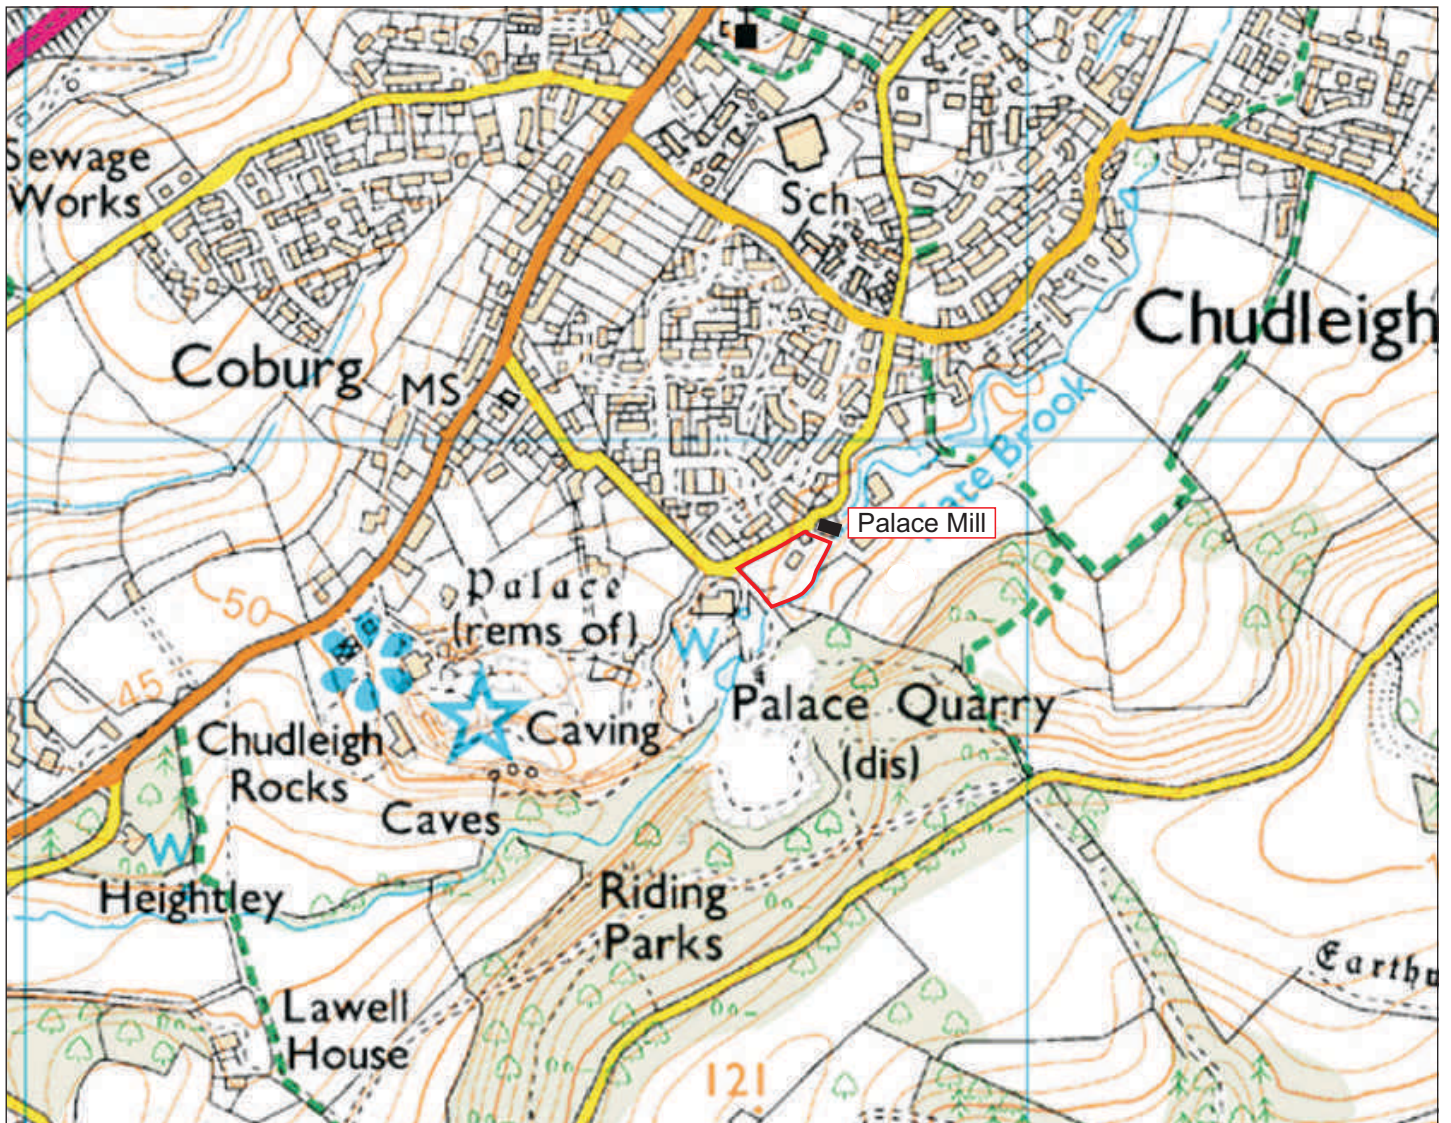 Sewage
Works
Sch
Chudleigh
Coburg
MS
Kate Brook
Palace Mill
50
Palace
(rems of)
W
45
Palace Quarry
(dis)
Chudleigh
Rocks
Caving
Caves
W
Heightley
Riding
Parks
Lawell
House
121